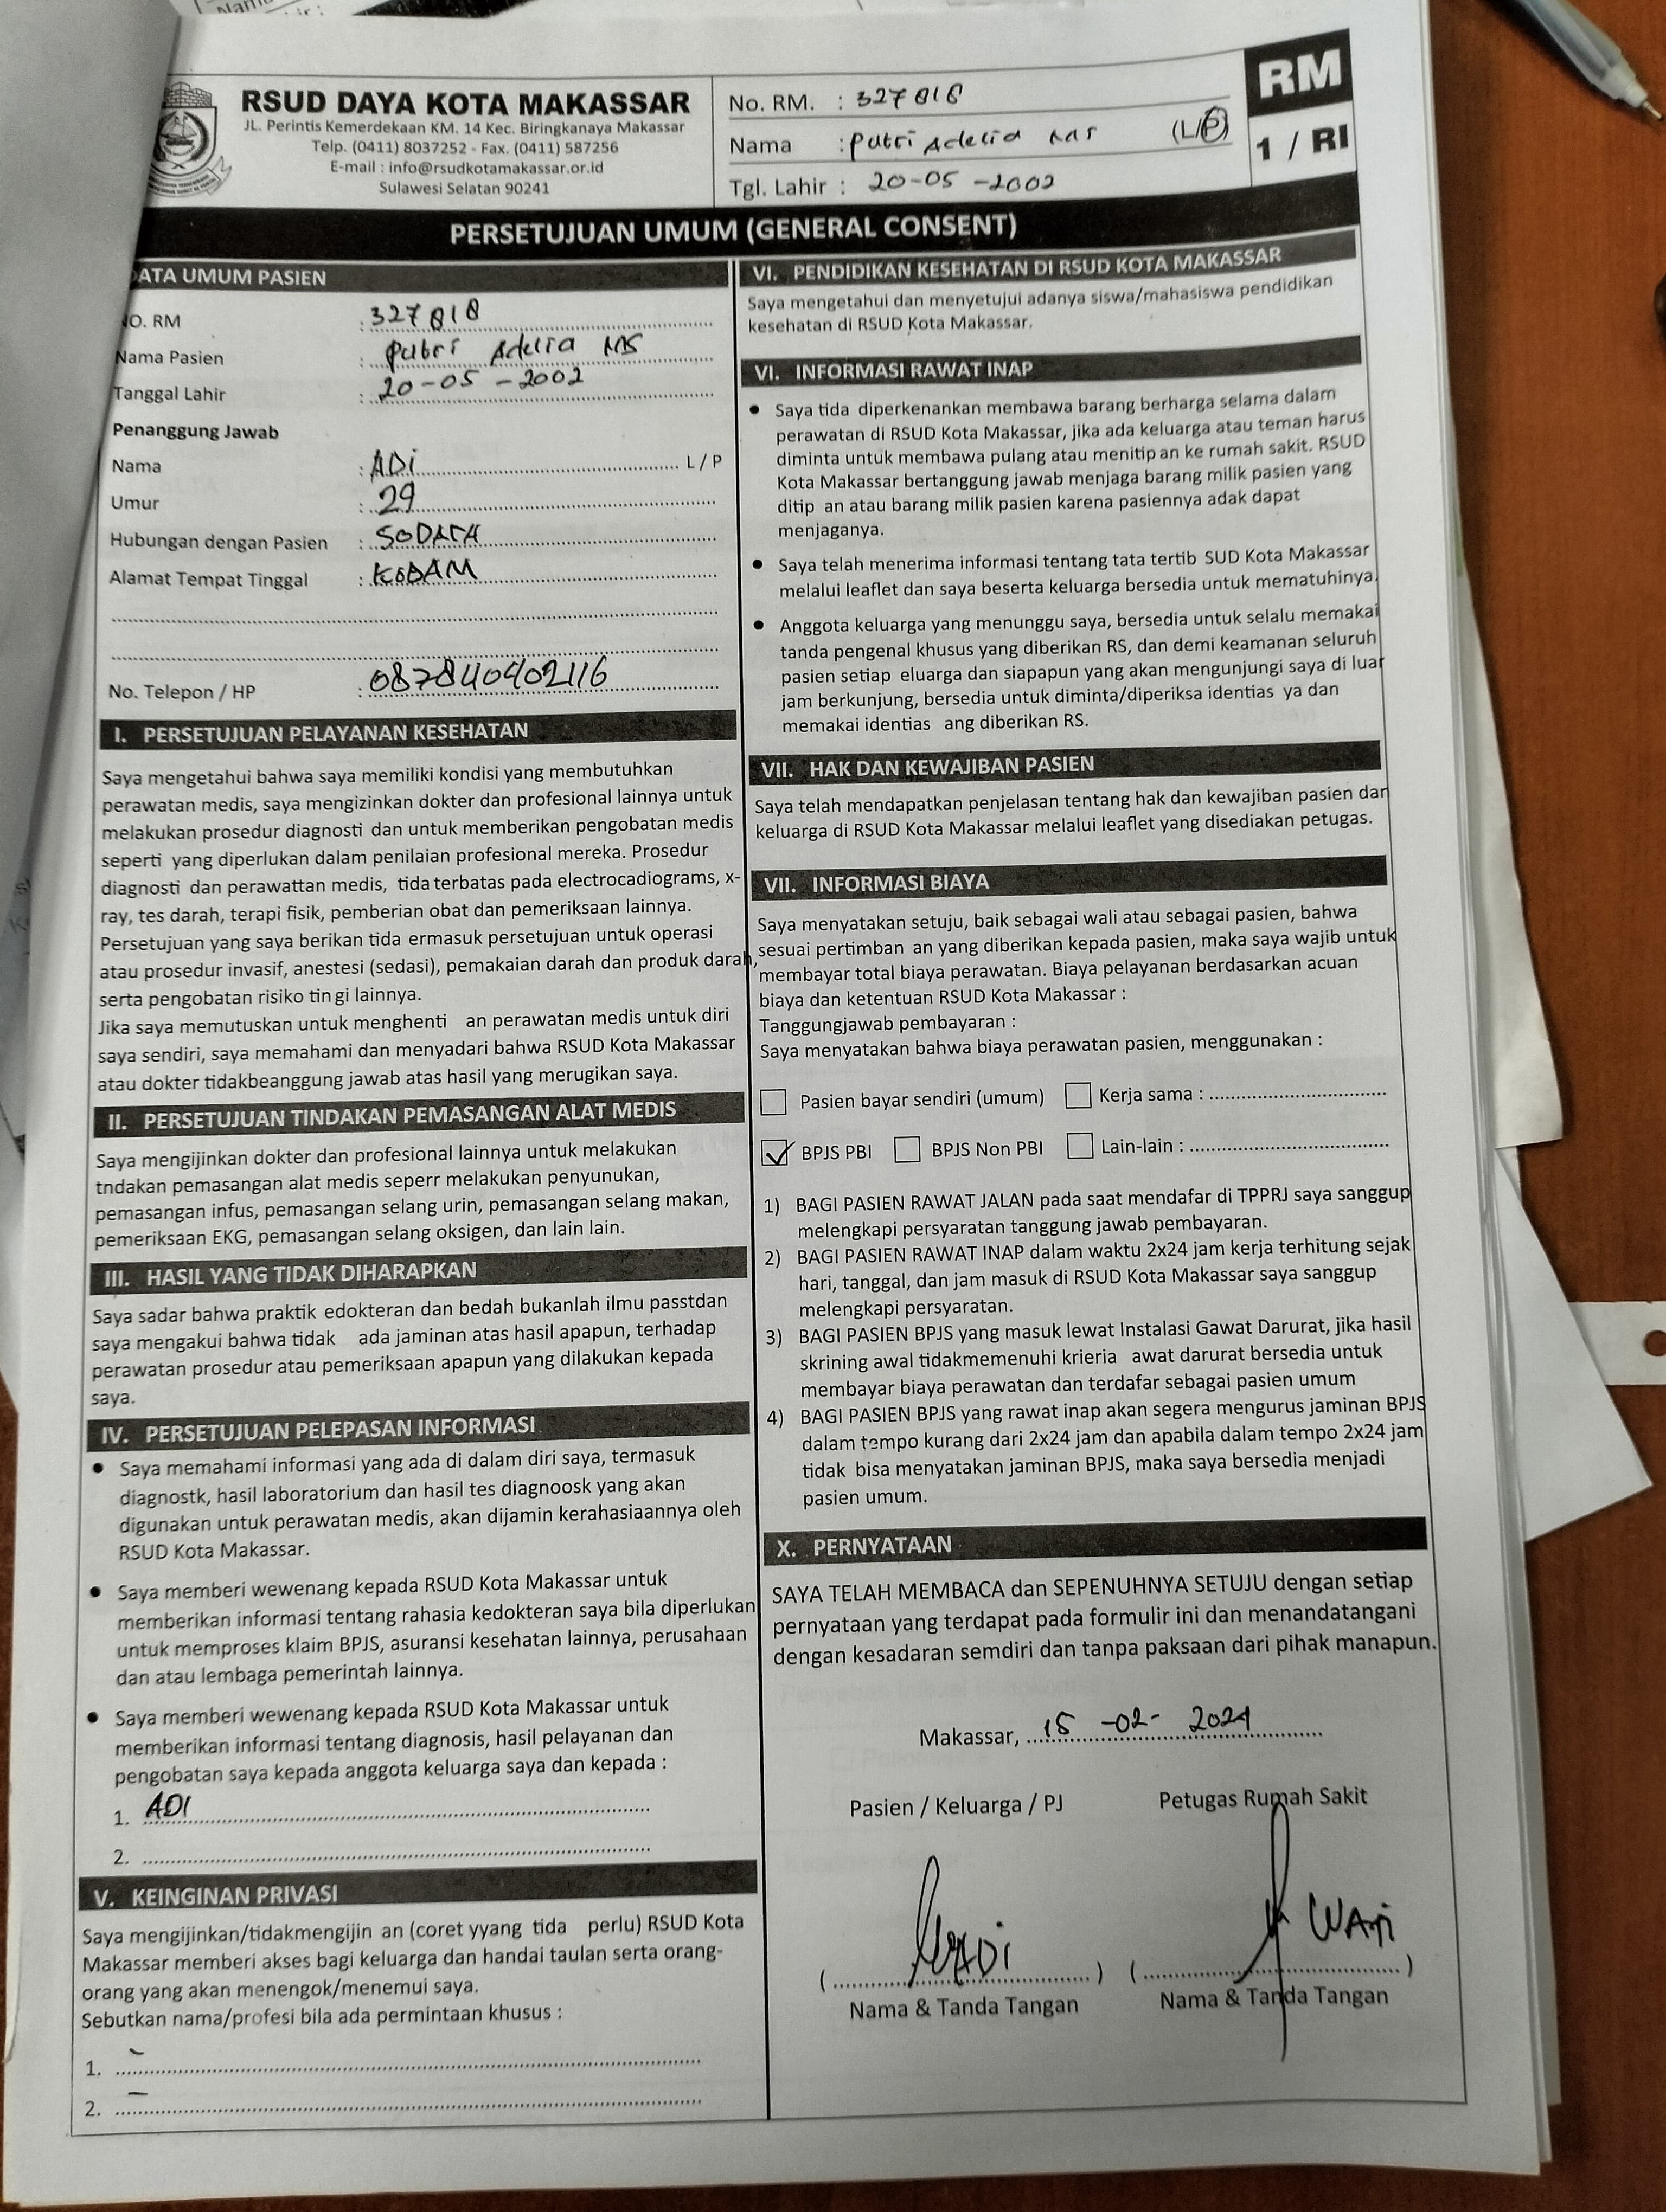 RSUD DAYA KOTA MAKASSAR
JL. Perintis Kemerdekaan KM. 14 Kec. Biringkanaya Makassar
Telp. (0411) 8037252 - Fax. (0411) 587256
E-mail : info@rsudkotamakassar.or.id
Sulawesi Selatan 90241
No. RM. : 327818
Nama : Putri Adelia MS (L/P)
Tgl. Lahir : 20-05-2002
RM
1 / RI
PERSETUJUAN UMUM (GENERAL CONSENT)
ATA UMUM PASIEN
NO. RM : 327818
Nama Pasien : Putri Adelia MS
Tanggal Lahir : 20-05-2002
Penanggung Jawab
Nama : ADi L / P
Umur : 29
Hubungan dengan Pasien : SODARA
Alamat Tempat Tinggal : KODAM
No. Telepon / HP : 087840402116
I. PERSETUJUAN PELAYANAN KESEHATAN
Saya mengetahui bahwa saya memiliki kondisi yang membutuhkan
perawatan medis, saya mengizinkan dokter dan profesional lainnya untuk
melakukan prosedur diagnosti dan untuk memberikan pengobatan medis
seperti yang diperlukan dalam penilaian profesional mereka. Prosedur
diagnosti dan perawattan medis, tida terbatas pada electrocadiograms, x-
ray, tes darah, terapi fisik, pemberian obat dan pemeriksaan lainnya.
Persetujuan yang saya berikan tida ermasuk persetujuan untuk operasi
atau prosedur invasif, anestesi (sedasi), pemakaian darah dan produk darah,
serta pengobatan risiko tin gi lainnya.
Jika saya memutuskan untuk menghenti an perawatan medis untuk diri
saya sendiri, saya memahami dan menyadari bahwa RSUD Kota Makassar
atau dokter tidakbeanggung jawab atas hasil yang merugikan saya.
II. PERSETUJUAN TINDAKAN PEMASANGAN ALAT MEDIS
Saya mengijinkan dokter dan profesional lainnya untuk melakukan
tndakan pemasangan alat medis seperr melakukan penyunukan,
pemasangan infus, pemasangan selang urin, pemasangan selang makan,
pemeriksaan EKG, pemasangan selang oksigen, dan lain lain.
III. HASIL YANG TIDAK DIHARAPKAN
Saya sadar bahwa praktik edokteran dan bedah bukanlah ilmu passtdan
saya mengakui bahwa tidak ada jaminan atas hasil apapun, terhadap
perawatan prosedur atau pemeriksaan apapun yang dilakukan kepada
saya.
IV. PERSETUJUAN PELEPASAN INFORMASI
• Saya memahami informasi yang ada di dalam diri saya, termasuk
diagnostk, hasil laboratorium dan hasil tes diagnoosk yang akan
digunakan untuk perawatan medis, akan dijamin kerahasiaannya oleh
RSUD Kota Makassar.
• Saya memberi wewenang kepada RSUD Kota Makassar untuk
memberikan informasi tentang rahasia kedokteran saya bila diperlukan
untuk memproses klaim BPJS, asuransi kesehatan lainnya, perusahaan
dan atau lembaga pemerintah lainnya.
• Saya memberi wewenang kepada RSUD Kota Makassar untuk
memberikan informasi tentang diagnosis, hasil pelayanan dan
pengobatan saya kepada anggota keluarga saya dan kepada :
1. ADI
2.
V. KEINGINAN PRIVASI
Saya mengijinkan/tidakmengijin an (coret yyang tida perlu) RSUD Kota
Makassar memberi akses bagi keluarga dan handai taulan serta orang-
orang yang akan menengok/menemui saya.
Sebutkan nama/profesi bila ada permintaan khusus :
1. -
2. -
VI. PENDIDIKAN KESEHATAN DI RSUD KOTA MAKASSAR
Saya mengetahui dan menyetujui adanya siswa/mahasiswa pendidikan
kesehatan di RSUD Kota Makassar.
VI. INFORMASI RAWAT INAP
• Saya tida diperkenankan membawa barang berharga selama dalam
perawatan di RSUD Kota Makassar, jika ada keluarga atau teman harus
diminta untuk membawa pulang atau menitip an ke rumah sakit. RSUD
Kota Makassar bertanggung jawab menjaga barang milik pasien yang
ditip an atau barang milik pasien karena pasiennya adak dapat
menjaganya.
• Saya telah menerima informasi tentang tata tertib SUD Kota Makassar
melalui leaflet dan saya beserta keluarga bersedia untuk mematuhinya.
• Anggota keluarga yang menunggu saya, bersedia untuk selalu memakai
tanda pengenal khusus yang diberikan RS, dan demi keamanan seluruh
pasien setiap eluarga dan siapapun yang akan mengunjungi saya di luar
jam berkunjung, bersedia untuk diminta/diperiksa identias ya dan
memakai identias ang diberikan RS.
VII. HAK DAN KEWAJIBAN PASIEN
Saya telah mendapatkan penjelasan tentang hak dan kewajiban pasien dan
keluarga di RSUD Kota Makassar melalui leaflet yang disediakan petugas.
VII. INFORMASI BIAYA
Saya menyatakan setuju, baik sebagai wali atau sebagai pasien, bahwa
sesuai pertimban an yang diberikan kepada pasien, maka saya wajib untuk
membayar total biaya perawatan. Biaya pelayanan berdasarkan acuan
biaya dan ketentuan RSUD Kota Makassar :
Tanggungjawab pembayaran :
Saya menyatakan bahwa biaya perawatan pasien, menggunakan :
☐ Pasien bayar sendiri (umum) ☐ Kerja sama :
☑ BPJS PBI ☐ BPJS Non PBI ☐ Lain-lain :
1) BAGI PASIEN RAWAT JALAN pada saat mendafar di TPPRJ saya sanggup
melengkapi persyaratan tanggung jawab pembayaran.
2) BAGI PASIEN RAWAT INAP dalam waktu 2x24 jam kerja terhitung sejak
hari, tanggal, dan jam masuk di RSUD Kota Makassar saya sanggup
melengkapi persyaratan.
3) BAGI PASIEN BPJS yang masuk lewat Instalasi Gawat Darurat, jika hasil
skrining awal tidakmemenuhi krieria awat darurat bersedia untuk
membayar biaya perawatan dan terdafar sebagai pasien umum
4) BAGI PASIEN BPJS yang rawat inap akan segera mengurus jaminan BPJS
dalam tempo kurang dari 2x24 jam dan apabila dalam tempo 2x24 jam
tidak bisa menyatakan jaminan BPJS, maka saya bersedia menjadi
pasien umum.
X. PERNYATAAN
SAYA TELAH MEMBACA dan SEPENUHNYA SETUJU dengan setiap
pernyataan yang terdapat pada formulir ini dan menandatangani
dengan kesadaran semdiri dan tanpa paksaan dari pihak manapun.
Makassar, 15-02-2024
Pasien / Keluarga / PJ
Petugas Rumah Sakit
ADi
WATi
Nama & Tanda Tangan
Nama & Tanda Tangan